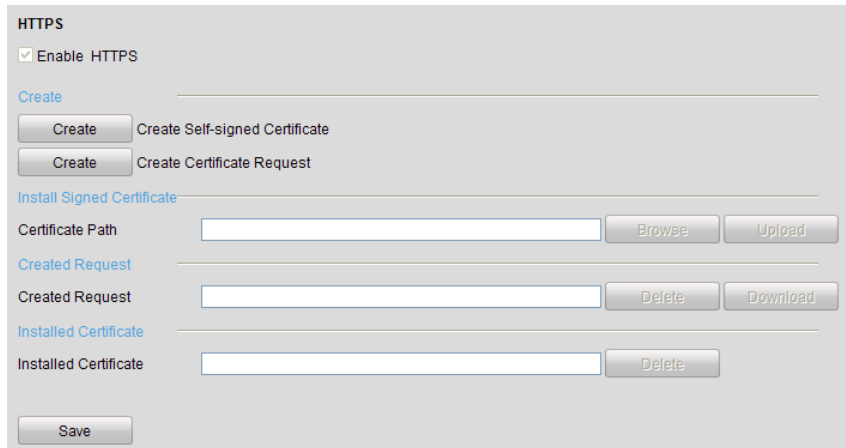 HTTPS
Enable HTTPS
Create
Create Create Self-signed Certificate
Create Create Certificate Request
Install Signed Certificate
Certificate Path Browse Upload
Created Request
Created Request Delete Download
Installed Certificate
Installed Certificate Delete
Save